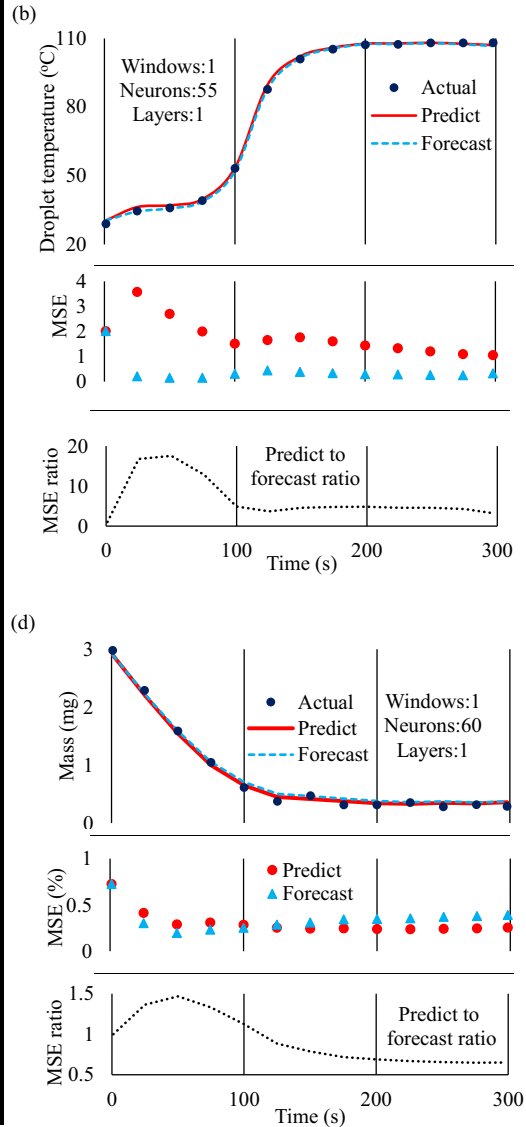 (b)
Droplet temperature (°C)
110
80
50
20
Windows:1
Neurons:55
Layers:1
Actual
Predict
Forecast
MSE
4
3
2
1
0
MSE ratio
20
10
0
Predict to
forecast ratio
0 100 200 300
Time (s)
(d)
Mass (mg)
3
2
1
0
Actual
Predict
Forecast
Windows:1
Neurons:60
Layers:1
MSE (%)
1
0.5
0
Predict
Forecast
MSE ratio
1.5
1
0.5
Predict to
forecast ratio
0 100 200 300
Time (s)